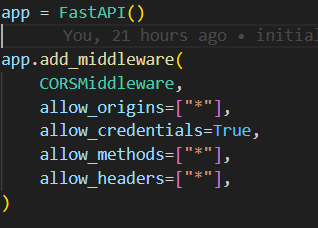 app = FastAPI()
You, 21 hours ago • initial
app.add_middleware(
    CORSMiddleware,
    allow_origins=["*"],
    allow_credentials=True,
    allow_methods=["*"],
    allow_headers=["*"],
)